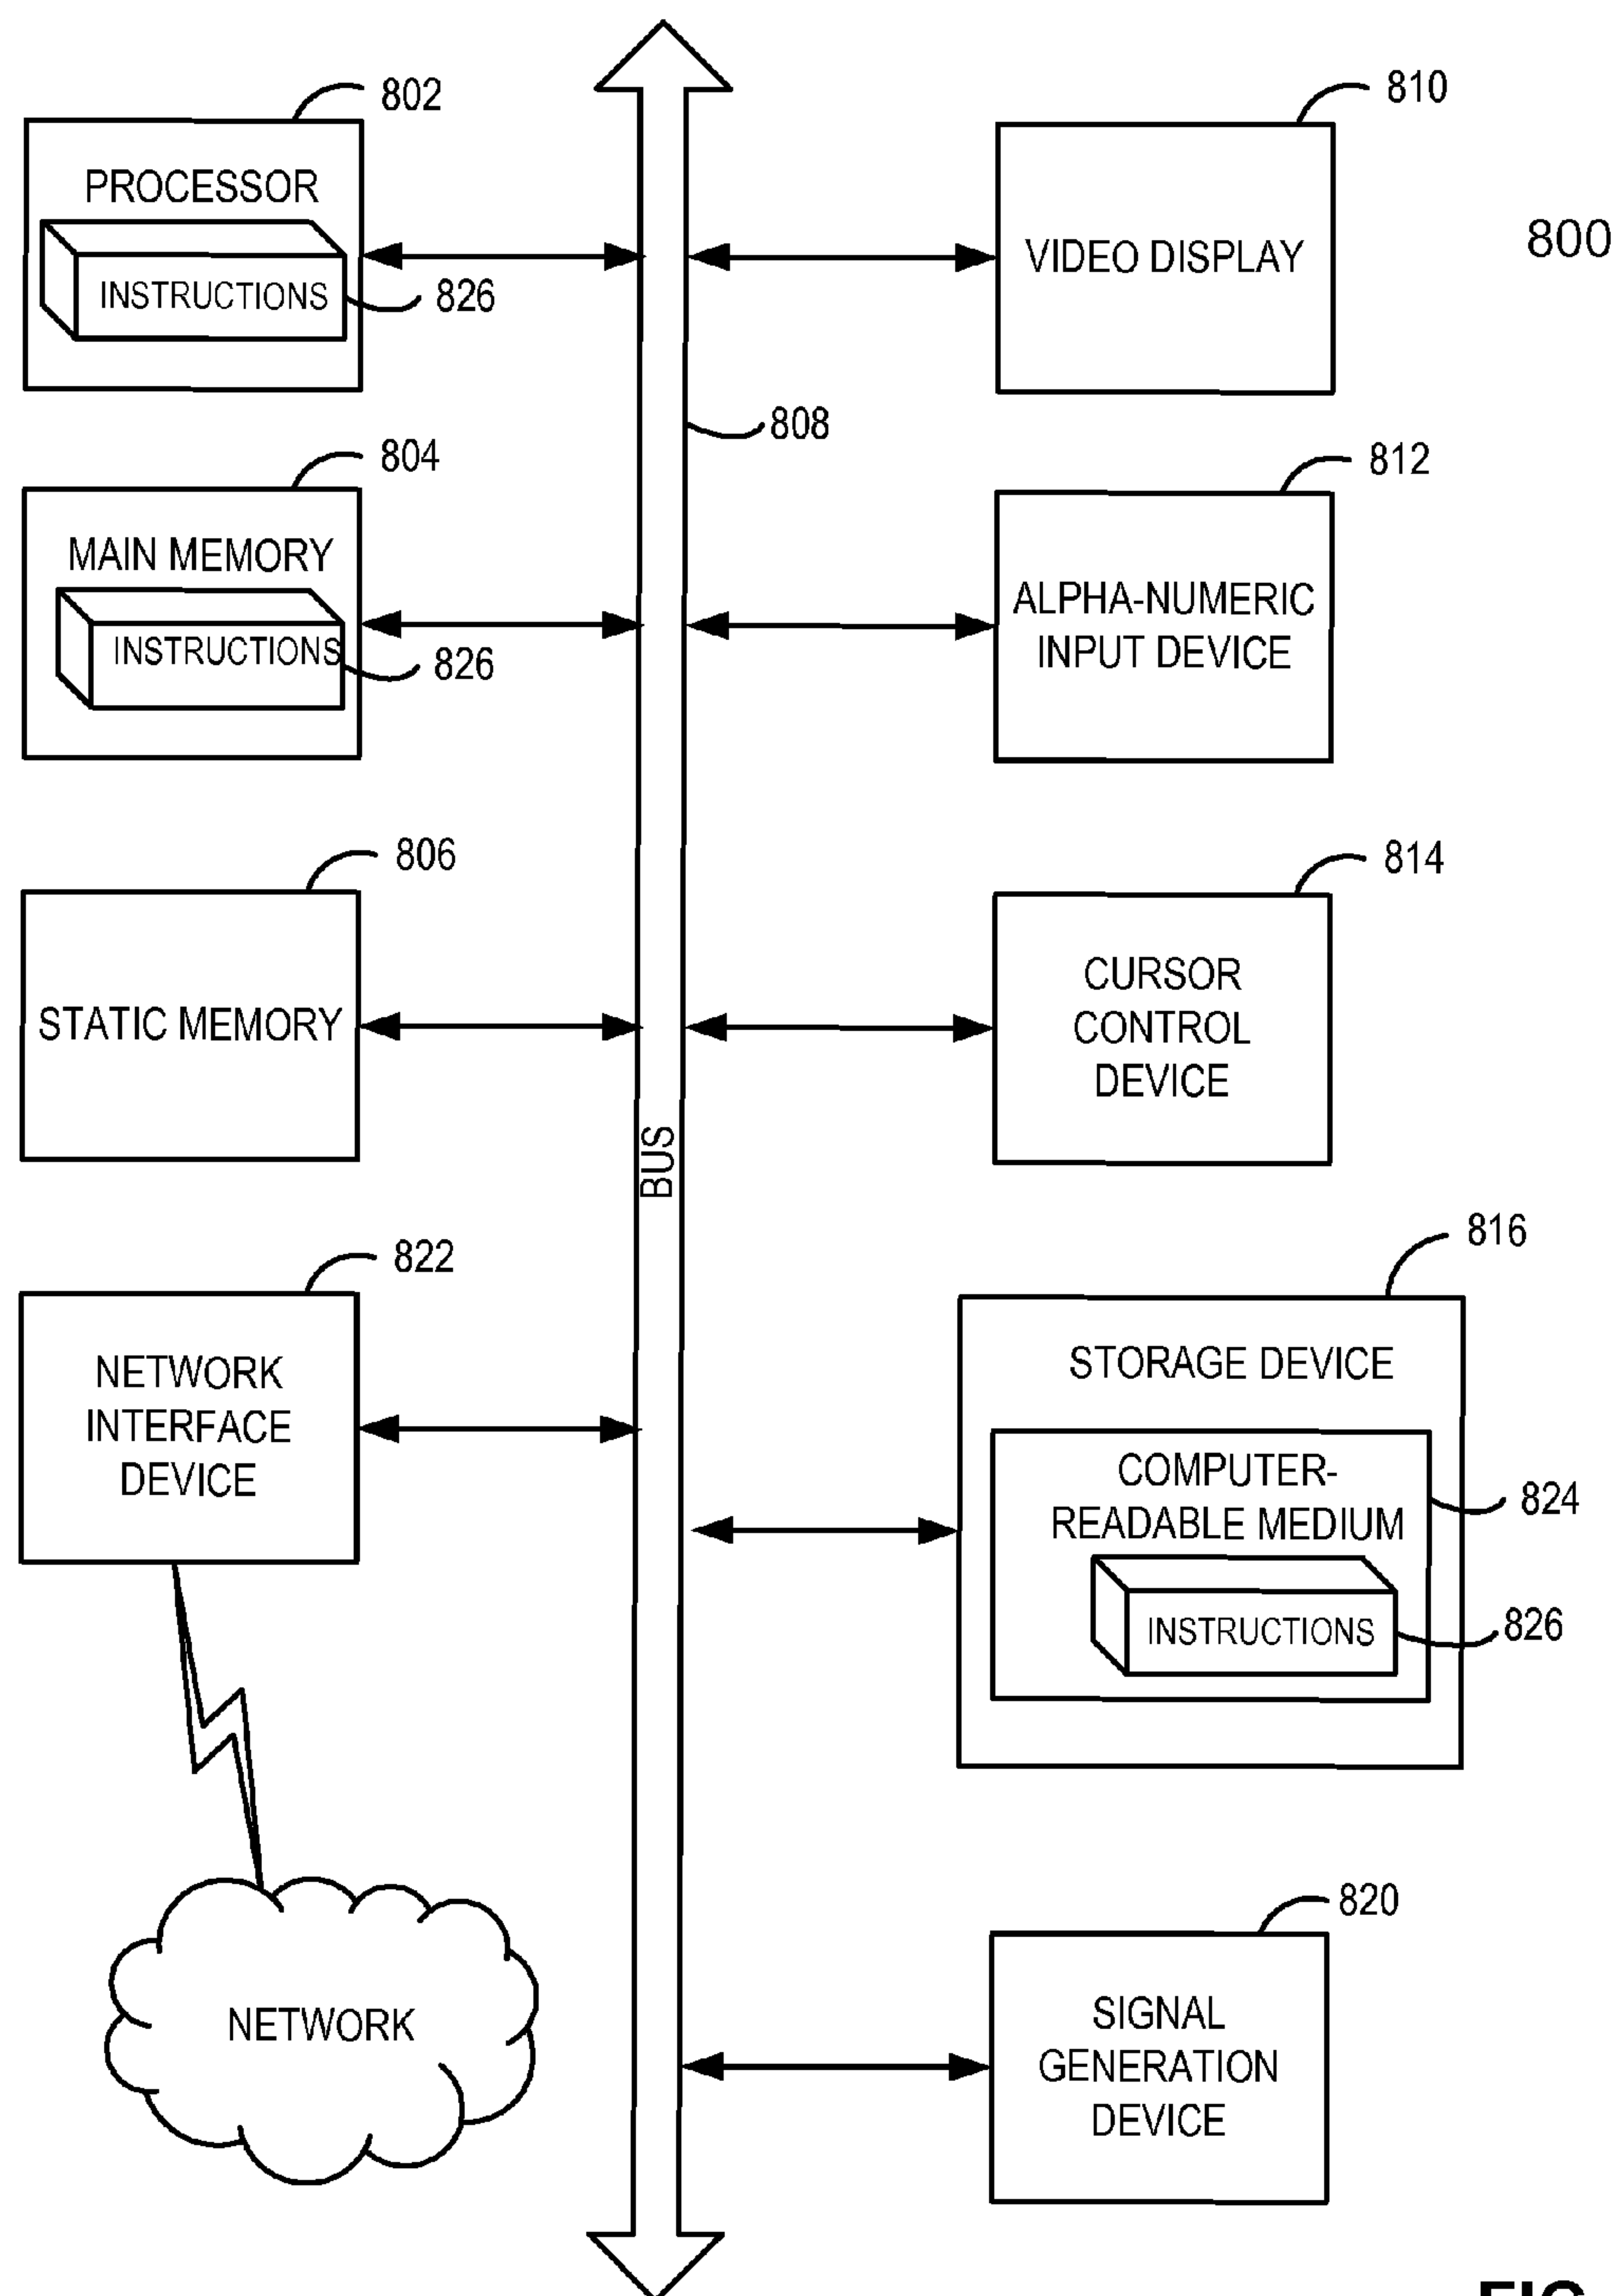 802
PROCESSOR
INSTRUCTIONS
826
804
MAIN MEMORY
INSTRUCTIONS
826
806
STATIC MEMORY
822
NETWORK
INTERFACE
DEVICE
NETWORK
808
BUS
810
VIDEO DISPLAY
800
812
ALPHA-NUMERIC
INPUT DEVICE
814
CURSOR
CONTROL
DEVICE
816
STORAGE DEVICE
COMPUTER-
READABLE MEDIUM
824
INSTRUCTIONS
826
820
SIGNAL
GENERATION
DEVICE